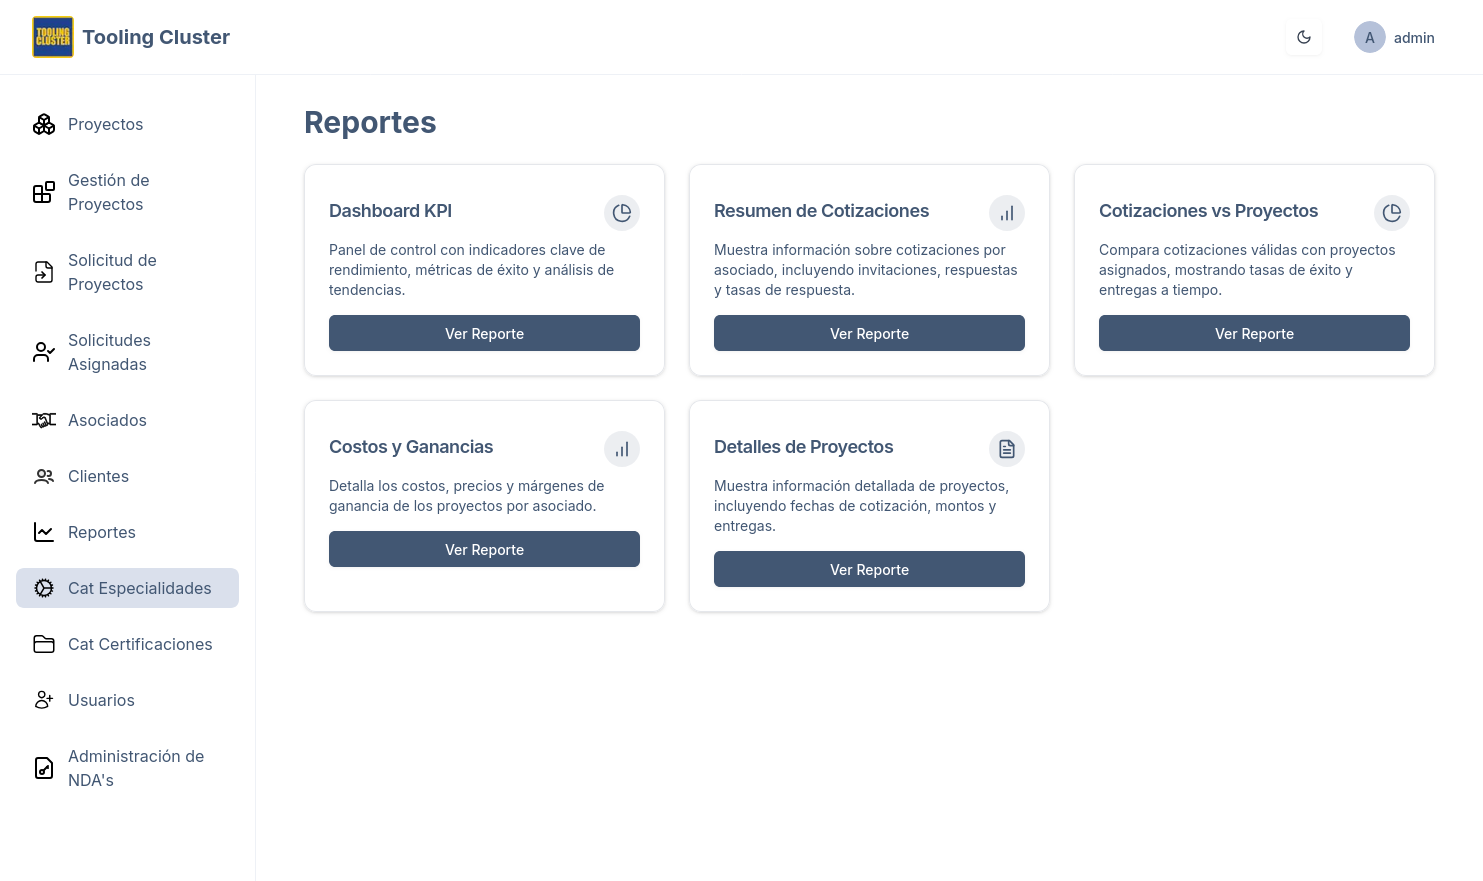 TOOLING
CLUSTER
Tooling Cluster
A
admin
Proyectos
Gestión de
Proyectos
Solicitud de
Proyectos
Solicitudes
Asignadas
Asociados
Clientes
Reportes
Cat Especialidades
Cat Certificaciones
Usuarios
Administración de
NDA's
Reportes
Dashboard KPI
Panel de control con indicadores clave de
rendimiento, métricas de éxito y análisis de
tendencias.
Ver Reporte
Resumen de Cotizaciones
Muestra información sobre cotizaciones por
asociado, incluyendo invitaciones, respuestas
y tasas de respuesta.
Ver Reporte
Cotizaciones vs Proyectos
Compara cotizaciones válidas con proyectos
asignados, mostrando tasas de éxito y
entregas a tiempo.
Ver Reporte
Costos y Ganancias
Detalla los costos, precios y márgenes de
ganancia de los proyectos por asociado.
Ver Reporte
Detalles de Proyectos
Muestra información detallada de proyectos,
incluyendo fechas de cotización, montos y
entregas.
Ver Reporte